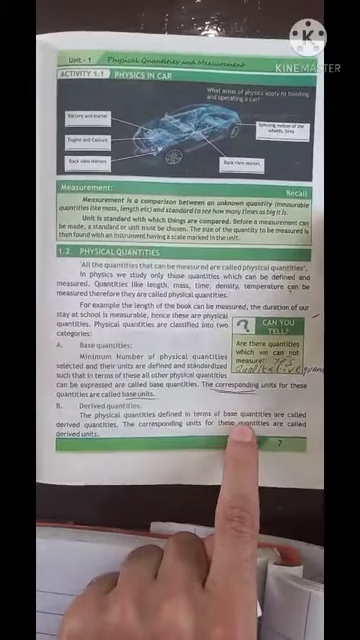 Unit - 1 Physical Quantities and Measurement
KINEMASTER
ACTIVITY 1.1 PHYSICS IN CAR
What areas of physics apply to building
and operating a car?
Battery and starter
Spinning motion of the
wheels, tires
Engine and Coolant
Back view mirrors
Back view mirrors
Measurement: Recall
Measurement is a comparison between an unknown quantity (measurable
quantities like mass, length etc) and standard to see how many times as big it is.
Unit is standard with which things are compared. Before a measurement can
be made, a standard or unit must be chosen. The size of the quantity to be measured is
then found with an instrument having a scale marked in the unit.
1.2 PHYSICAL QUANTITIES
'All the quantities that can be measured are called physical quantities'.
In physics we study only those quantities which can be defined and
measured. Quantities like length, mass, time, density, temperature can be
measured therefore they are called physical quantities.
For example the length of the book can be measured, the duration of our
stay at school is measurable, hence these are physical
quantities. Physical quantities are classified into two
categories:
? CAN YOU
TELL?
Are there quantities
which we can not
measure? Yes
Qualitative
A. Base quantities:
Minimum Number of physical quantities
selected and their units are defined and standardized
such that in terms of these all other physical quantities
can be expressed are called base quantities. The corresponding units for these
quantities are called base units.
B. Derived quantities:
The physical quantities defined in terms of base quantities are called
derived quantities. The corresponding units for these quantities are called
derived units.
7